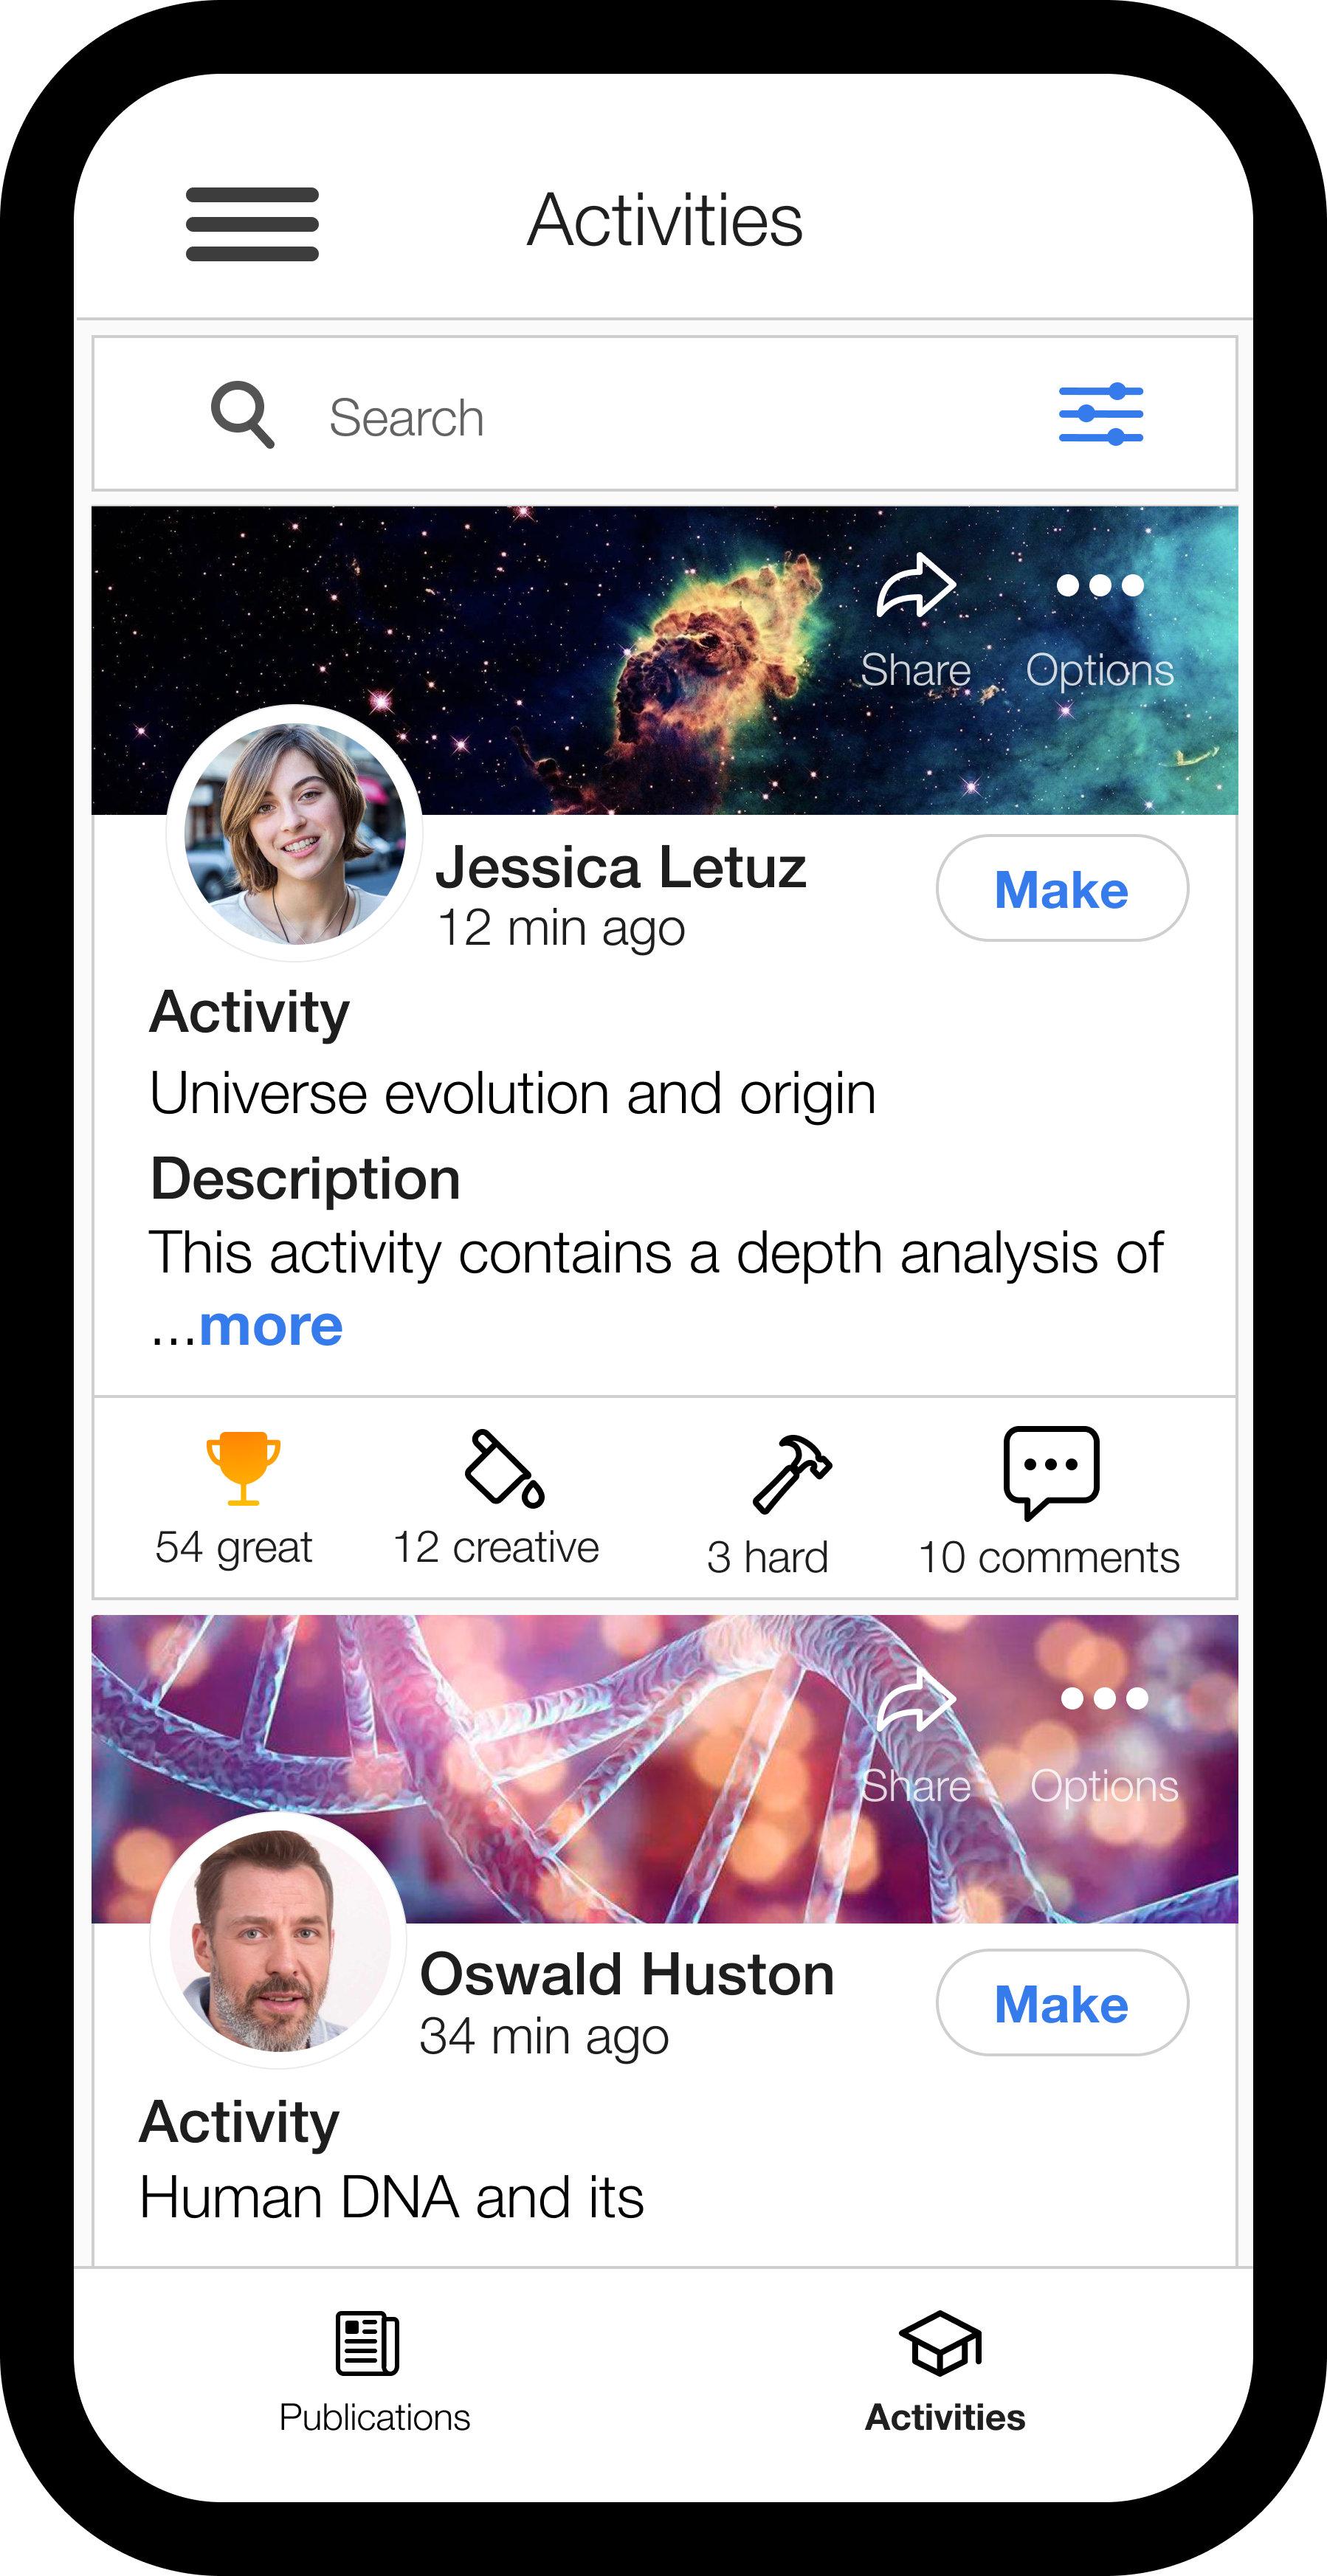 Activities
Search
Share Options
Jessica Letuz
12 min ago
Make
Activity
Universe evolution and origin
Description
This activity contains a depth analysis of
...more
54 great 12 creative 3 hard 10 comments
Share Options
Oswald Huston
34 min ago
Make
Activity
Human DNA and its
Publications Activities